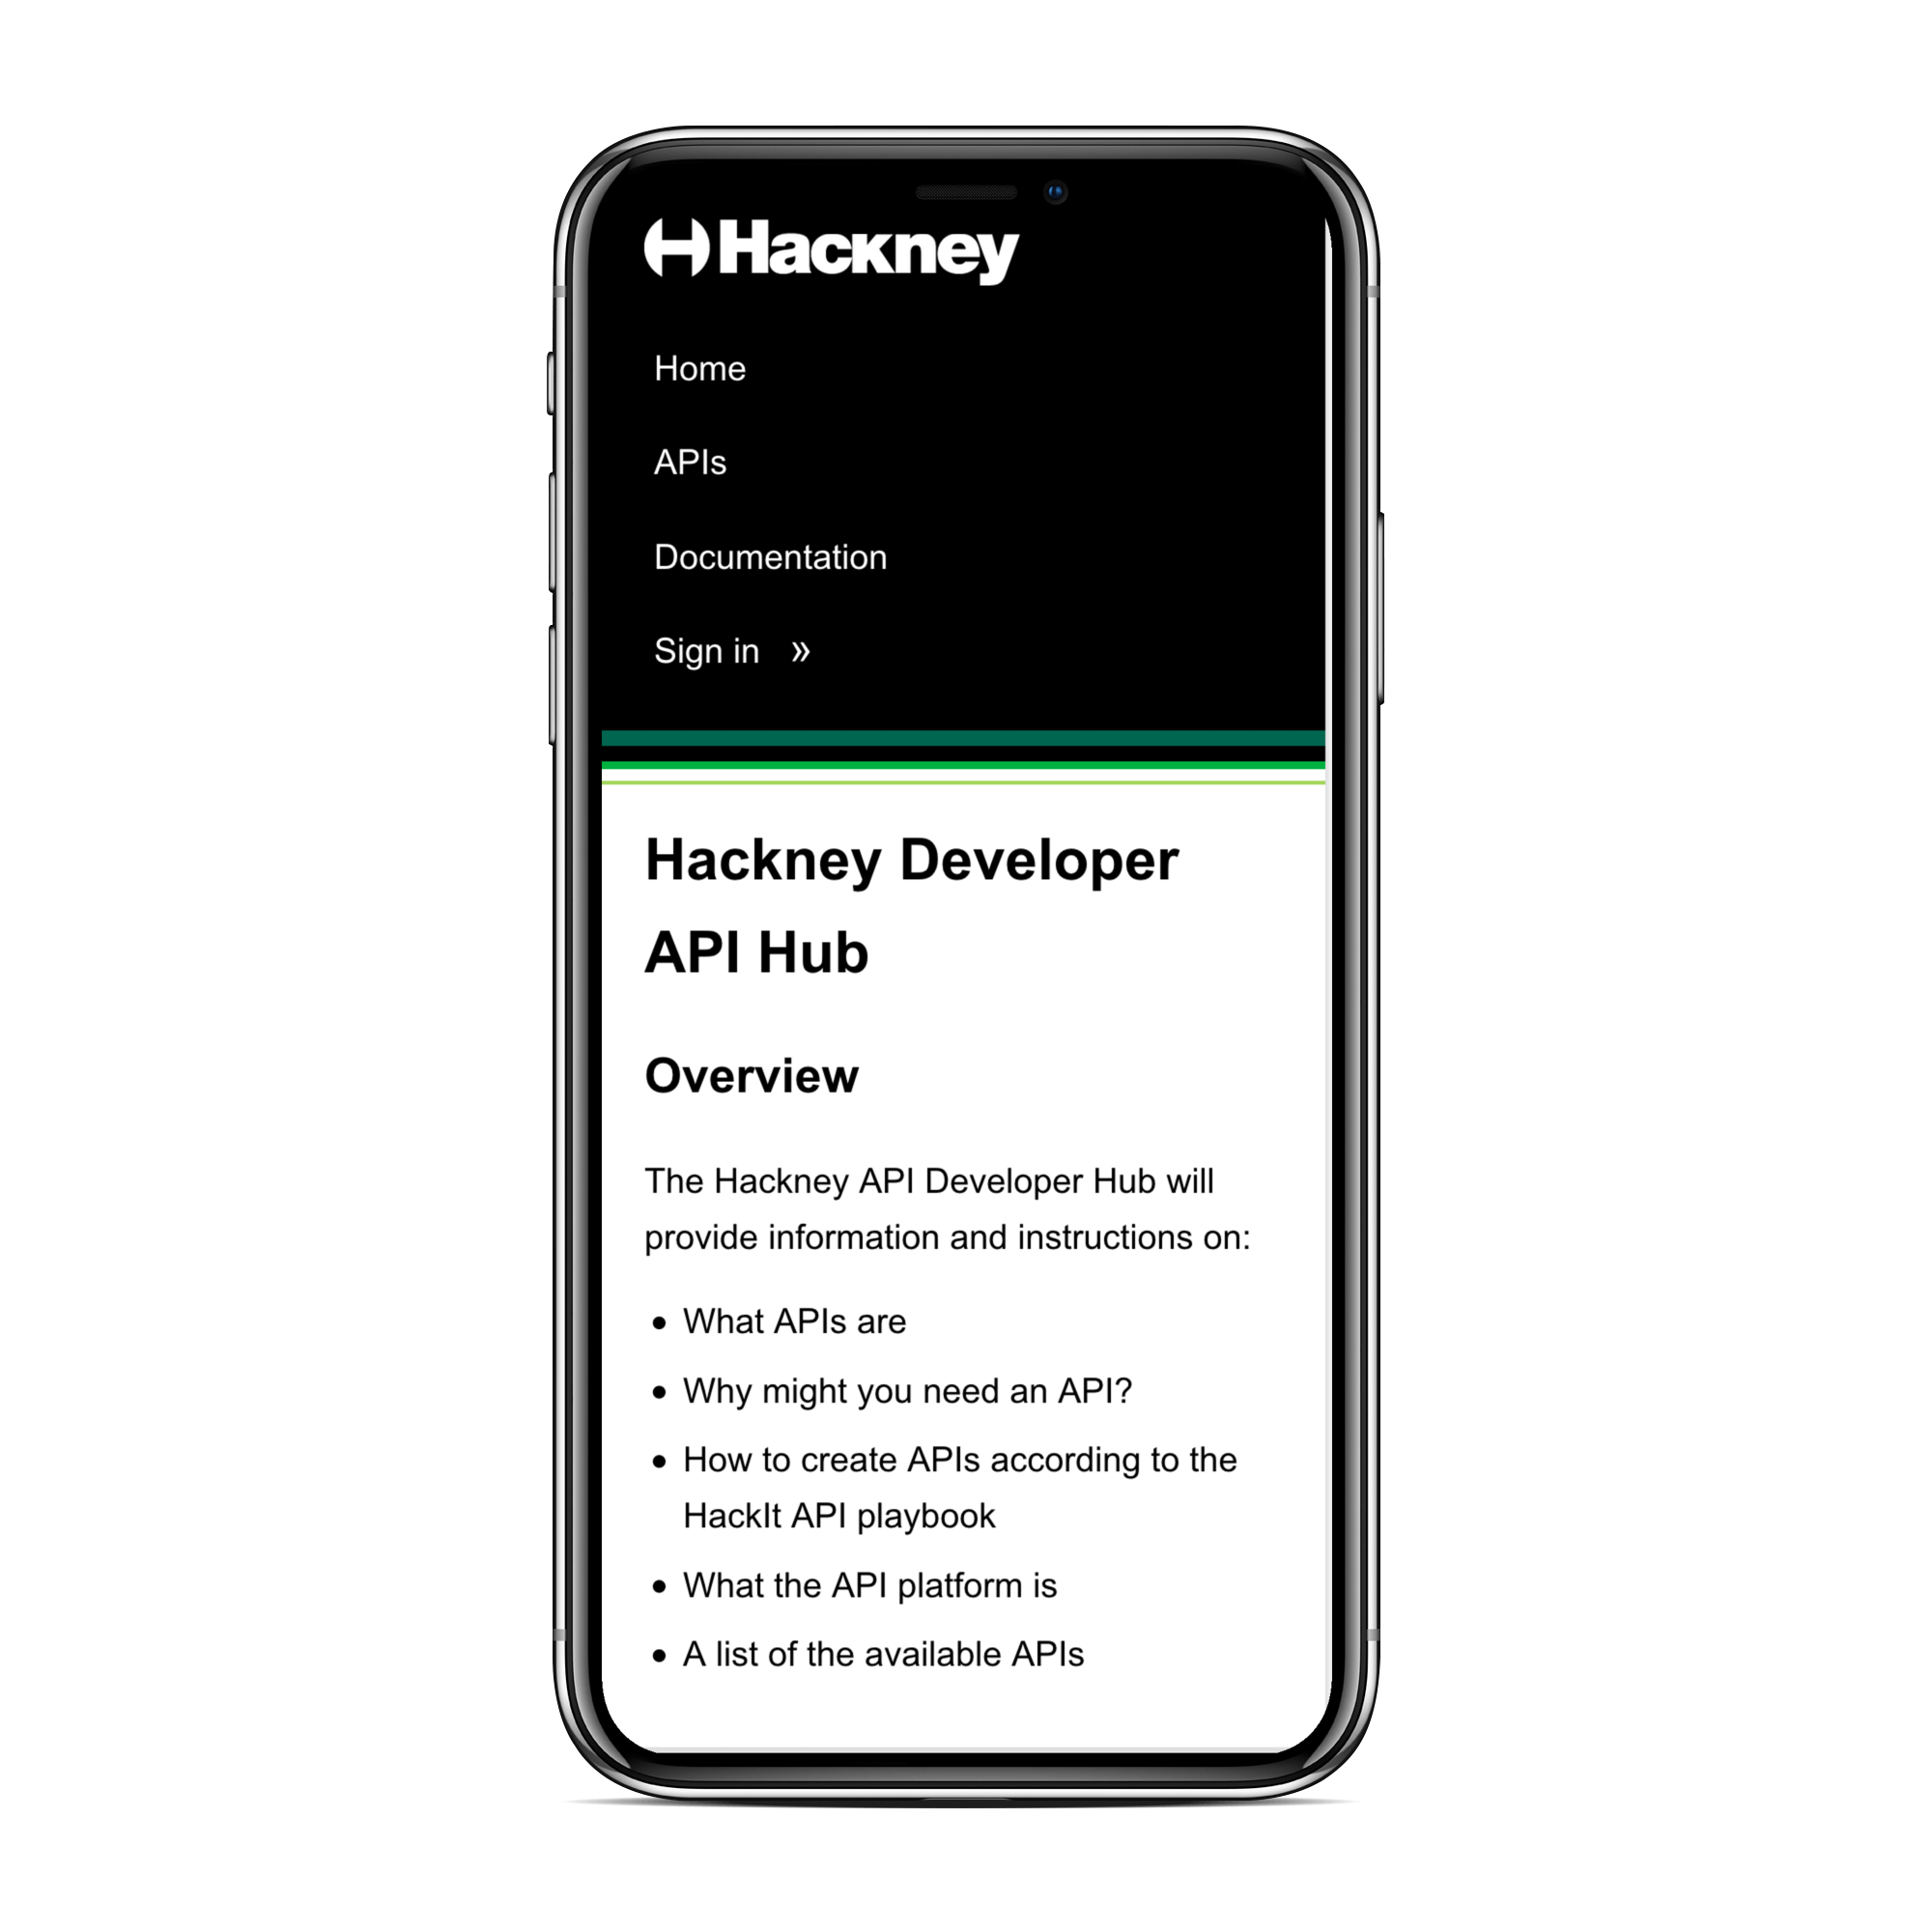 Hackney
Home
APIs
Documentation
Sign in »
Hackney Developer
API Hub
Overview
The Hackney API Developer Hub will
provide information and instructions on:
• What APIs are
• Why might you need an API?
• How to create APIs according to the
HackIt API playbook
• What the API platform is
• A list of the available APIs